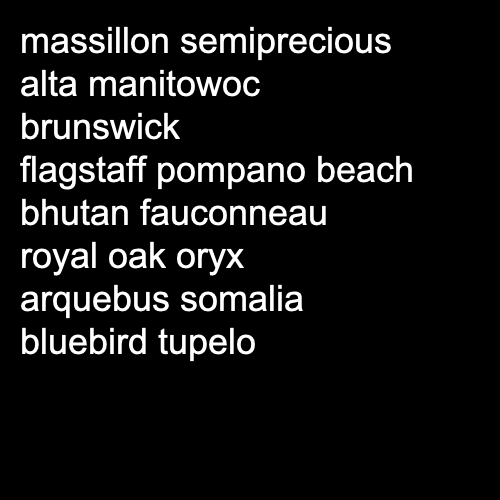 massillon semiprecious
alta manitowoc
brunswick
flagstaff pompano beach
bhutan fauconneau
royal oak oryx
arquebus somalia
bluebird tupelo